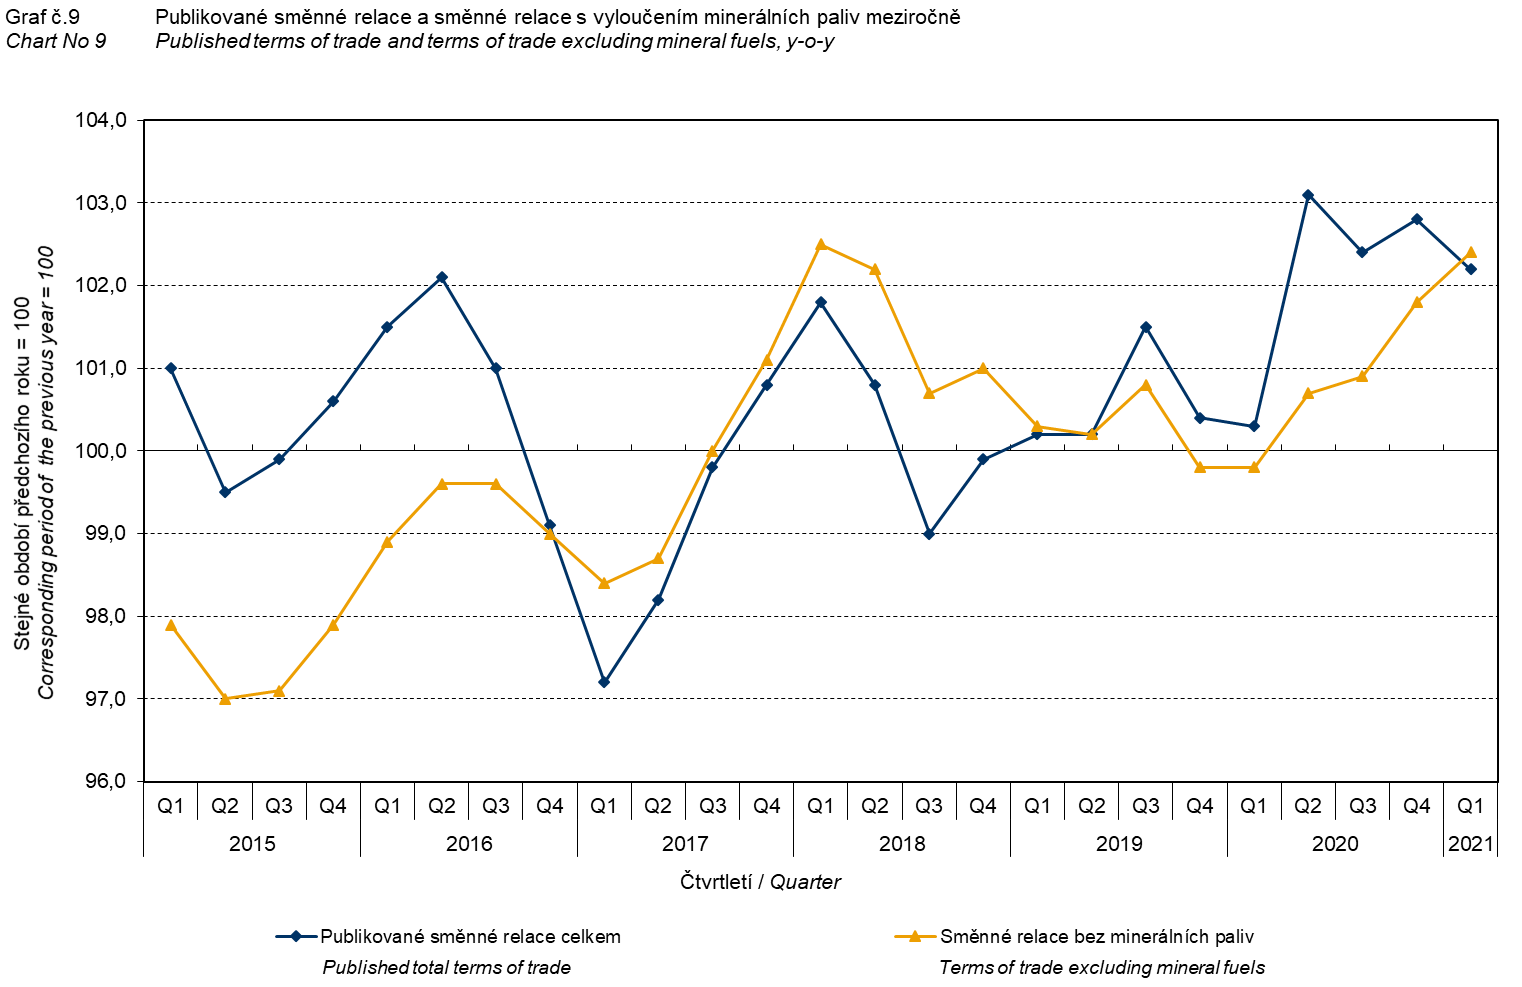 Graf č.9 Publikované směnné relace a směnné relace s vyloučením minerálních paliv meziročně
Chart No 9 Published terms of trade and terms of trade excluding mineral fuels, y-o-y
Stejné období předchozího roku = 100
Corresponding period of the previous year = 100
104,0
103,0
102,0
101,0
100,0
99,0
98,0
97,0
96,0
Q1 Q2 Q3 Q4 Q1 Q2 Q3 Q4 Q1 Q2 Q3 Q4 Q1 Q2 Q3 Q4 Q1 Q2 Q3 Q4 Q1 Q2 Q3 Q4 Q1
2015 2016 2017 2018 2019 2020 2021
Čtvrtletí / Quarter
Publikované směnné relace celkem Směnné relace bez minerálních paliv
Published total terms of trade Terms of trade excluding mineral fuels